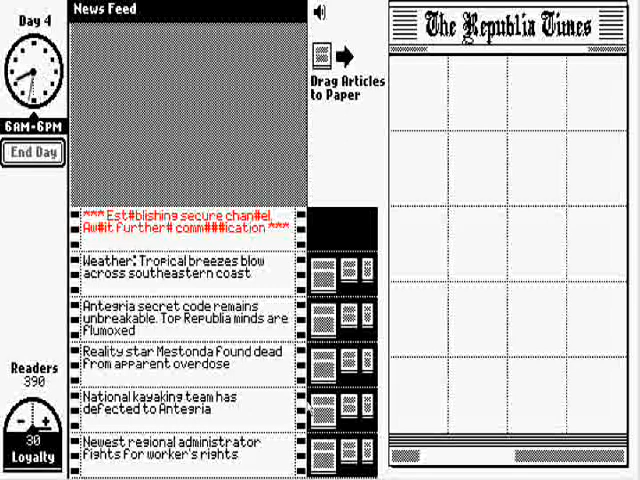 Day 4
6AM-6PM
End Day
News Feed
Drag Articles
to Paper
The Republia Times
*** Est#blishing secure chan#el.
Aw#it further# comm###ication ***
Weather: Tropical breezes blow
across southeastern coast
Antegria secret code remains
unbreakable. Top Republia minds are
flumoxed
Reality star Mestonda found dead
from apparent overdose
National kayaking team has
defected to Antegria
Newest regional administrator
fights for worker's rights
Readers
390
- +
30
Loyalty